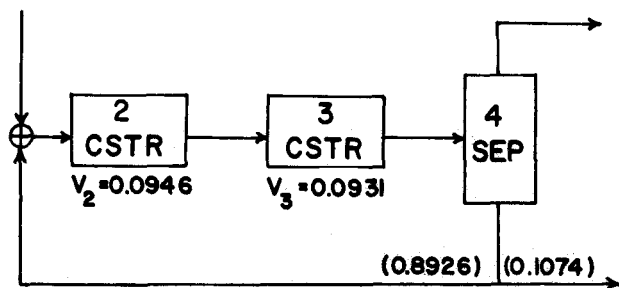 2
CSTR
V₂=0.0946
3
CSTR
V₃=0.0931
4
SEP
(0.8926) (0.1074)